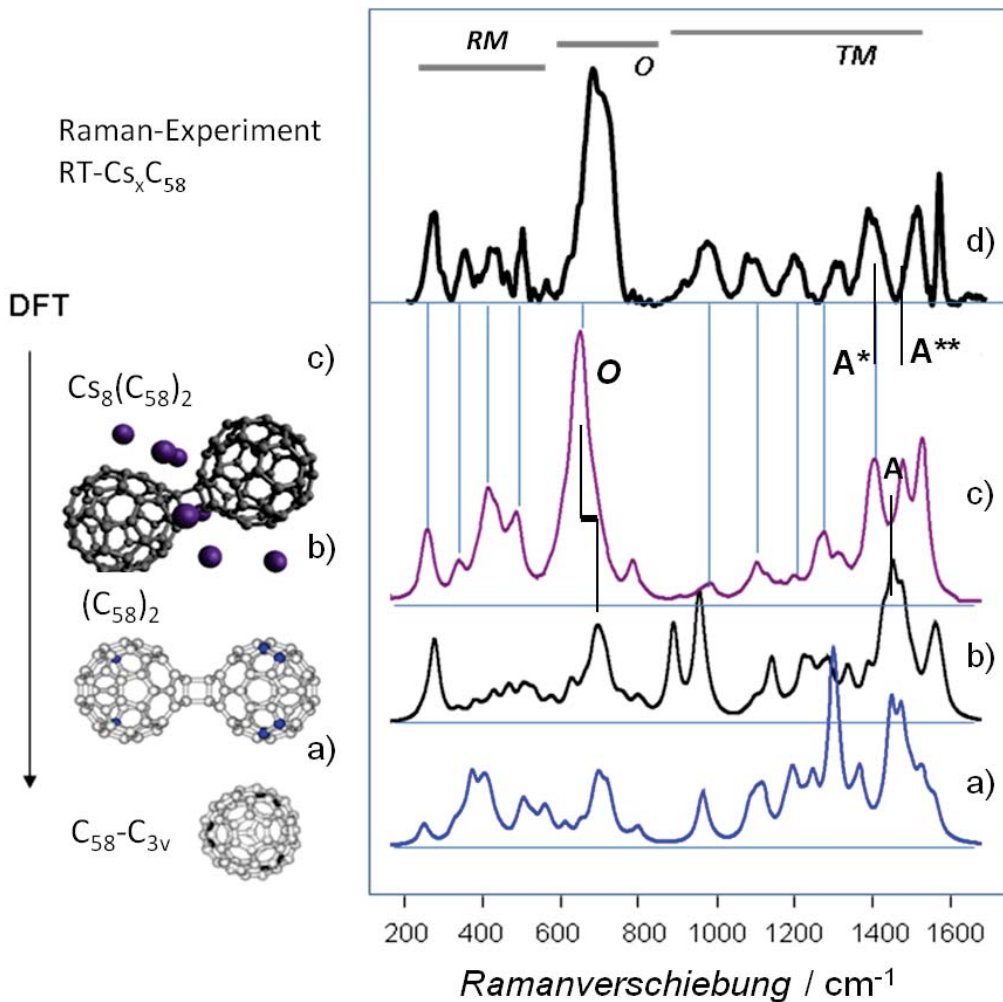 RM
O
TM
Raman-Experiment
RT-CsₓC₅₈
d)
DFT
c)
A*
A**
Cs₈(C₅₈)₂
O
A
c)
b)
(C₅₈)₂
b)
a)
a)
C₅₈-C₃ᵥ
200 400 600 800 1000 1200 1400 1600
Ramanverschiebung / cm⁻¹